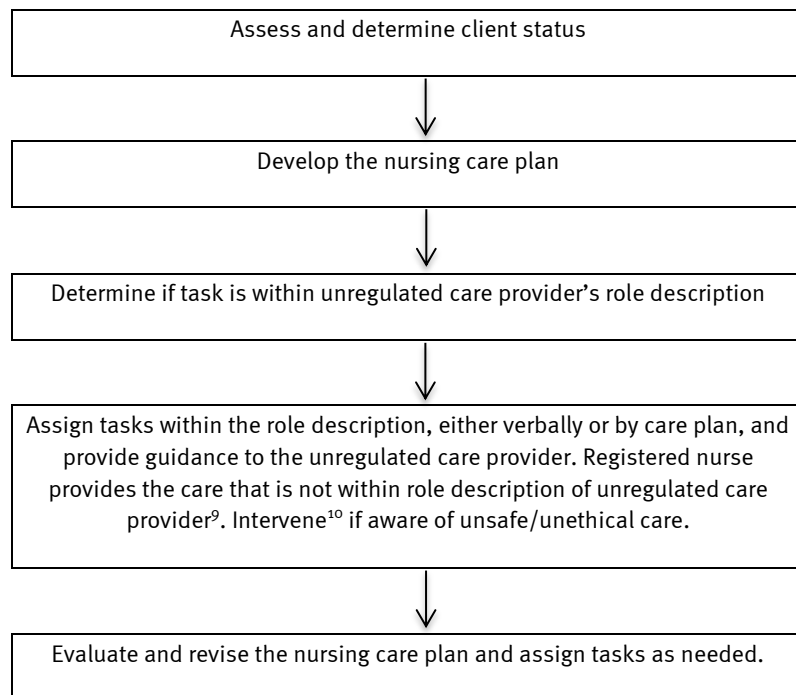 Assess and determine client status
Develop the nursing care plan
Determine if task is within unregulated care provider’s role description
Assign tasks within the role description, either verbally or by care plan, and
provide guidance to the unregulated care provider. Registered nurse
provides the care that is not within role description of unregulated care
provider⁹. Intervene¹⁰ if aware of unsafe/unethical care.
Evaluate and revise the nursing care plan and assign tasks as needed.